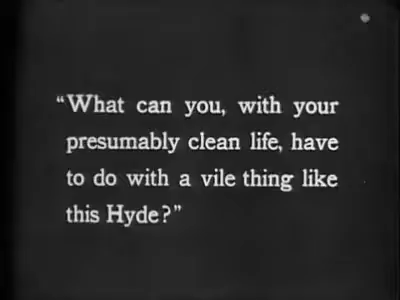 “What can you, with your
presumably clean life, have
to do with a vile thing like
this Hyde?”